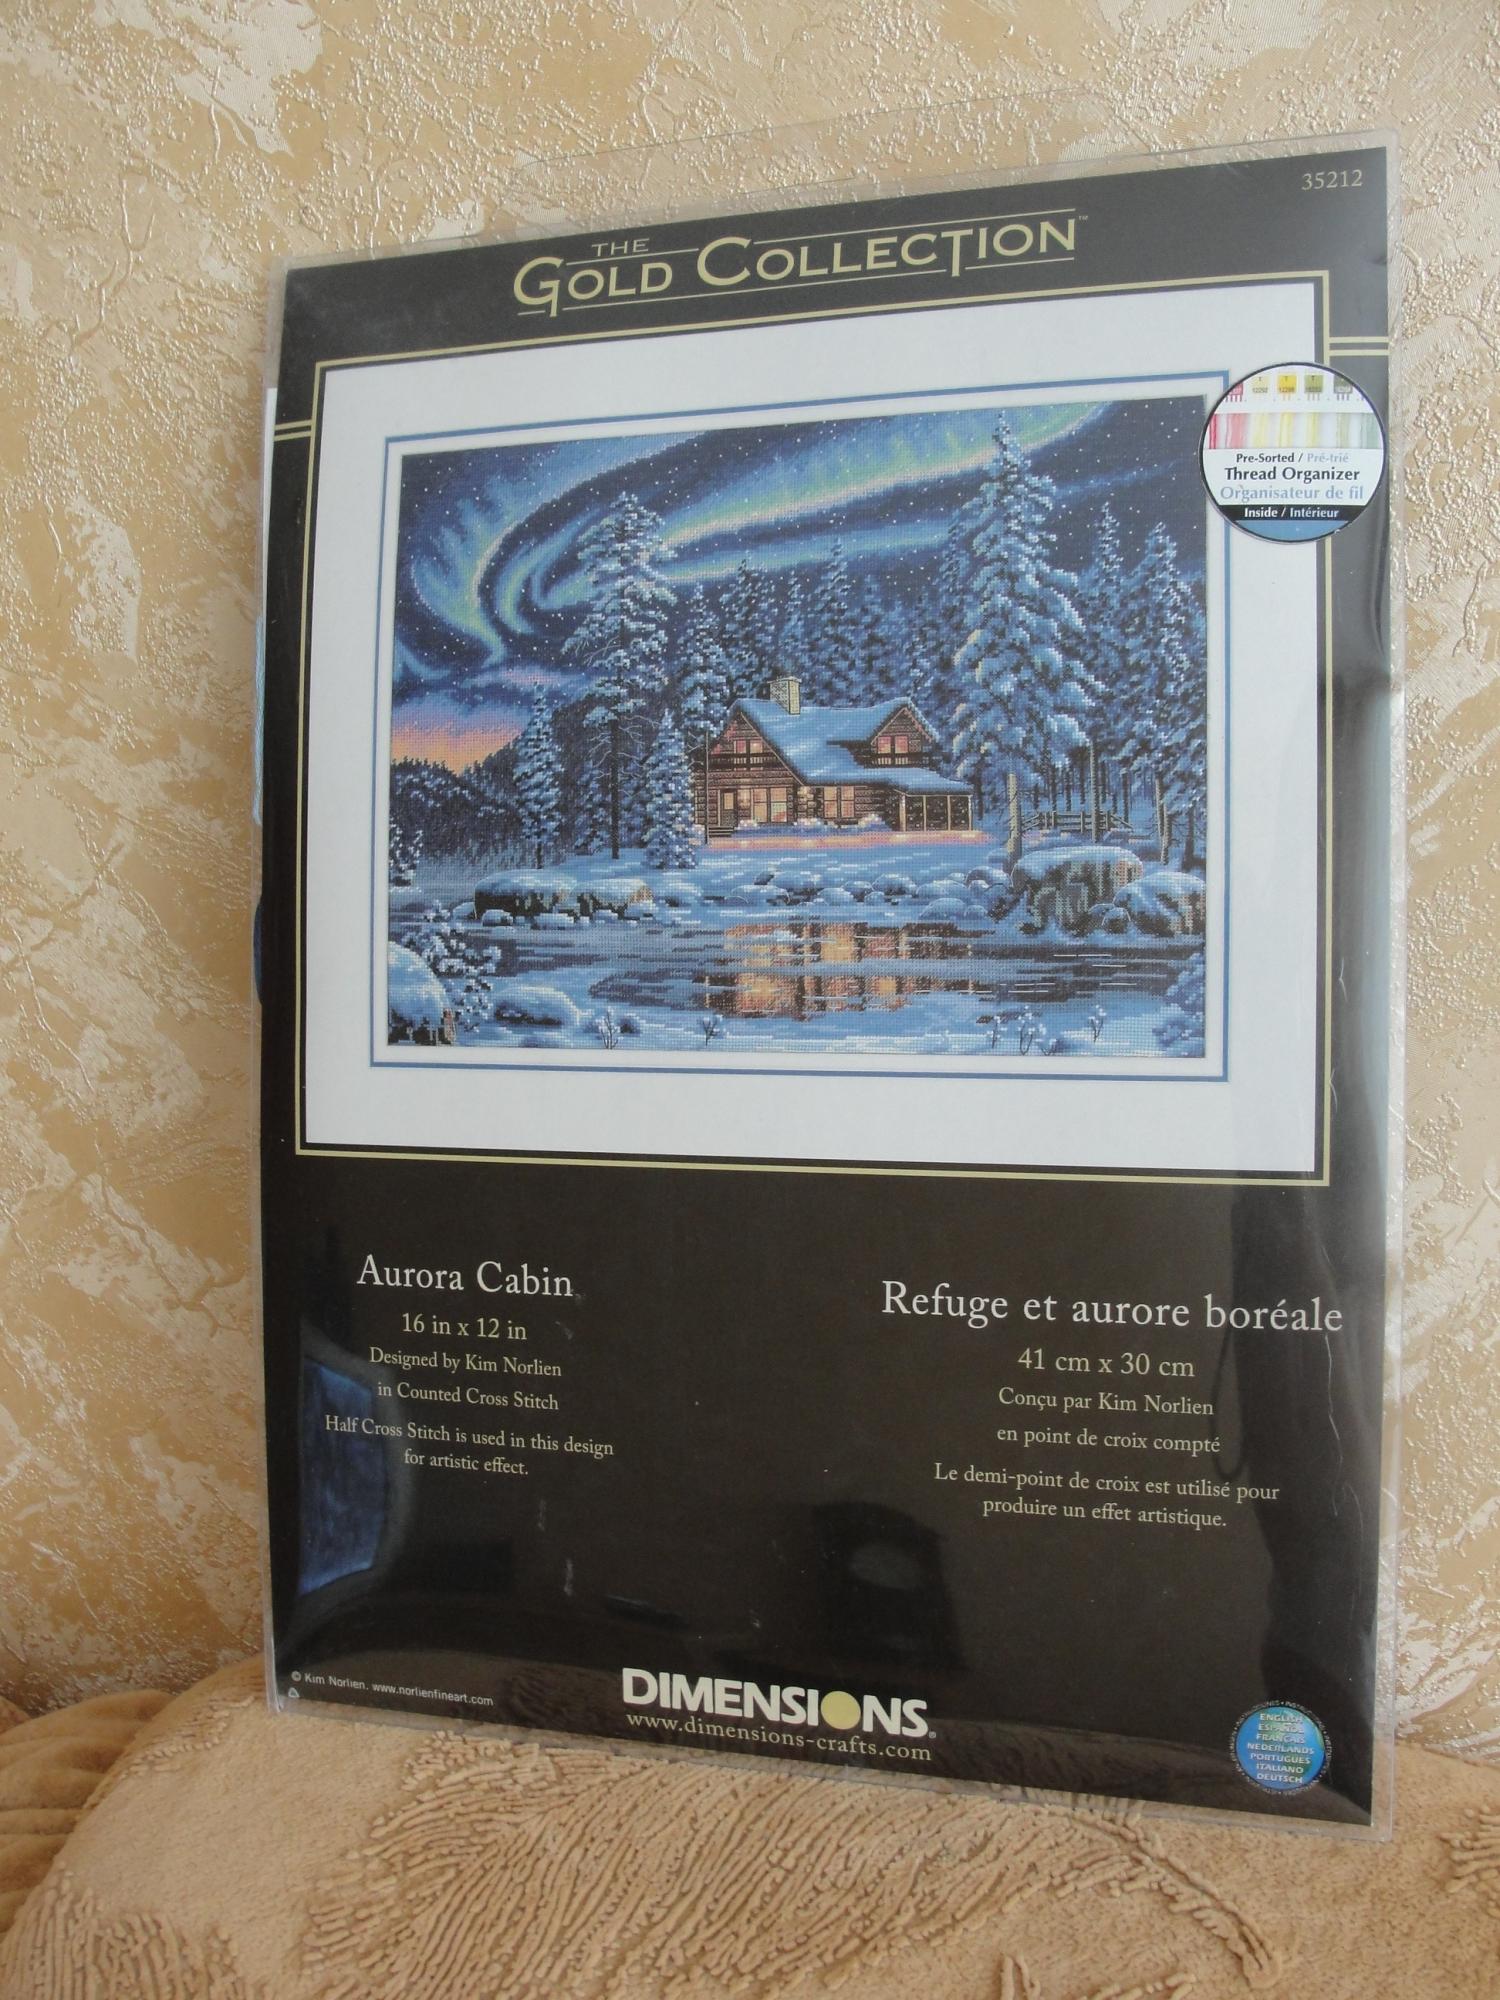 35212
THE
GOLD COLLECTION™
12292
12298
Pre-Sorted / Pré-trié
Thread Organizer
Organisateur de fil
Inside / Intérieur
Aurora Cabin
16 in x 12 in
Designed by Kim Norlien
in Counted Cross Stitch
Half Cross Stitch is used in this design
for artistic effect.
Refuge et aurore boréale
41 cm x 30 cm
Conçu par Kim Norlien
en point de croix compté
Le demi-point de croix est utilisé pour
produire un effet artistique.
© Kim Norlien. www.norlienfineart.com
DIMENSIONS®
www.dimensions-crafts.com
ENGLISH
ESPAÑOL
FRANÇAIS
NEDERLANDS
PORTUGUÊS
ITALIANO
DEUTSCH